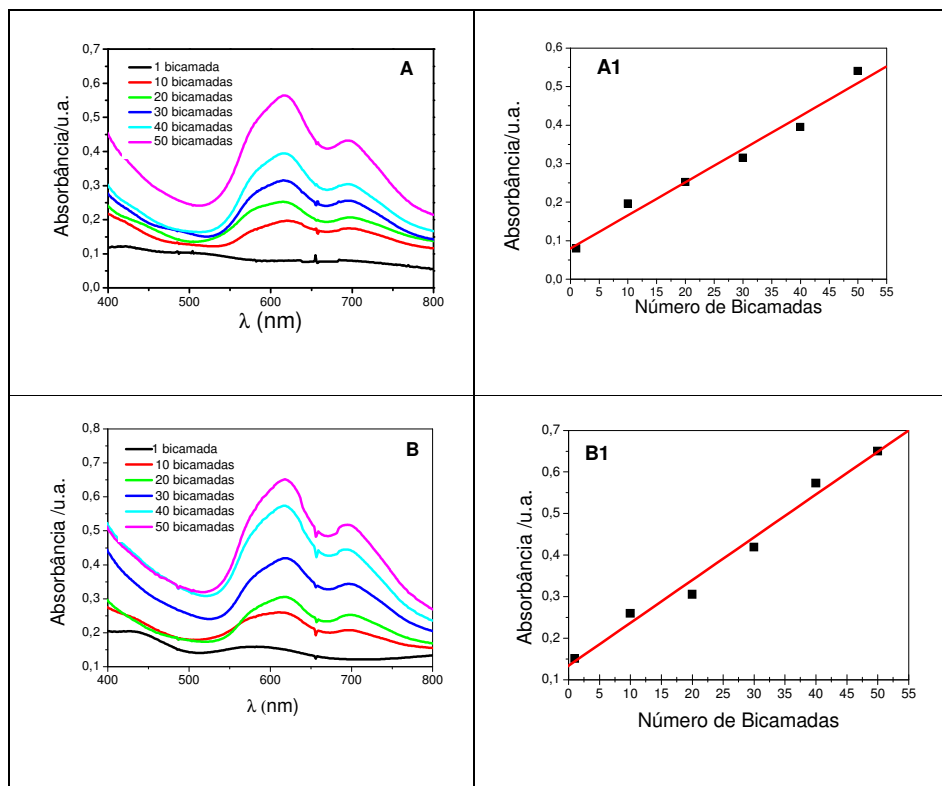 A
0,7
0,6
0,5
0,4
0,3
0,2
0,1
0,0
Absorbância/u.a.
1 bicamada
10 bicamadas
20 bicamadas
30 bicamadas
40 bicamadas
50 bicamadas
400 500 600 700 800
λ (nm)
A1
0,6
0,5
0,4
0,3
0,2
0,1
0,0
Absorbância/u.a.
0 5 10 15 20 25 30 35 40 45 50 55
Número de Bicamadas
B
0,8
0,7
0,6
0,5
0,4
0,3
0,2
0,1
Absorbância /u.a.
1 bicamada
10 bicamadas
20 bicamadas
30 bicamadas
40 bicamadas
50 bicamadas
400 500 600 700 800
λ (nm)
B1
0,7
0,6
0,5
0,4
0,3
0,2
0,1
Absorbância /u.a.
0 5 10 15 20 25 30 35 40 45 50 55
Número de Bicamadas